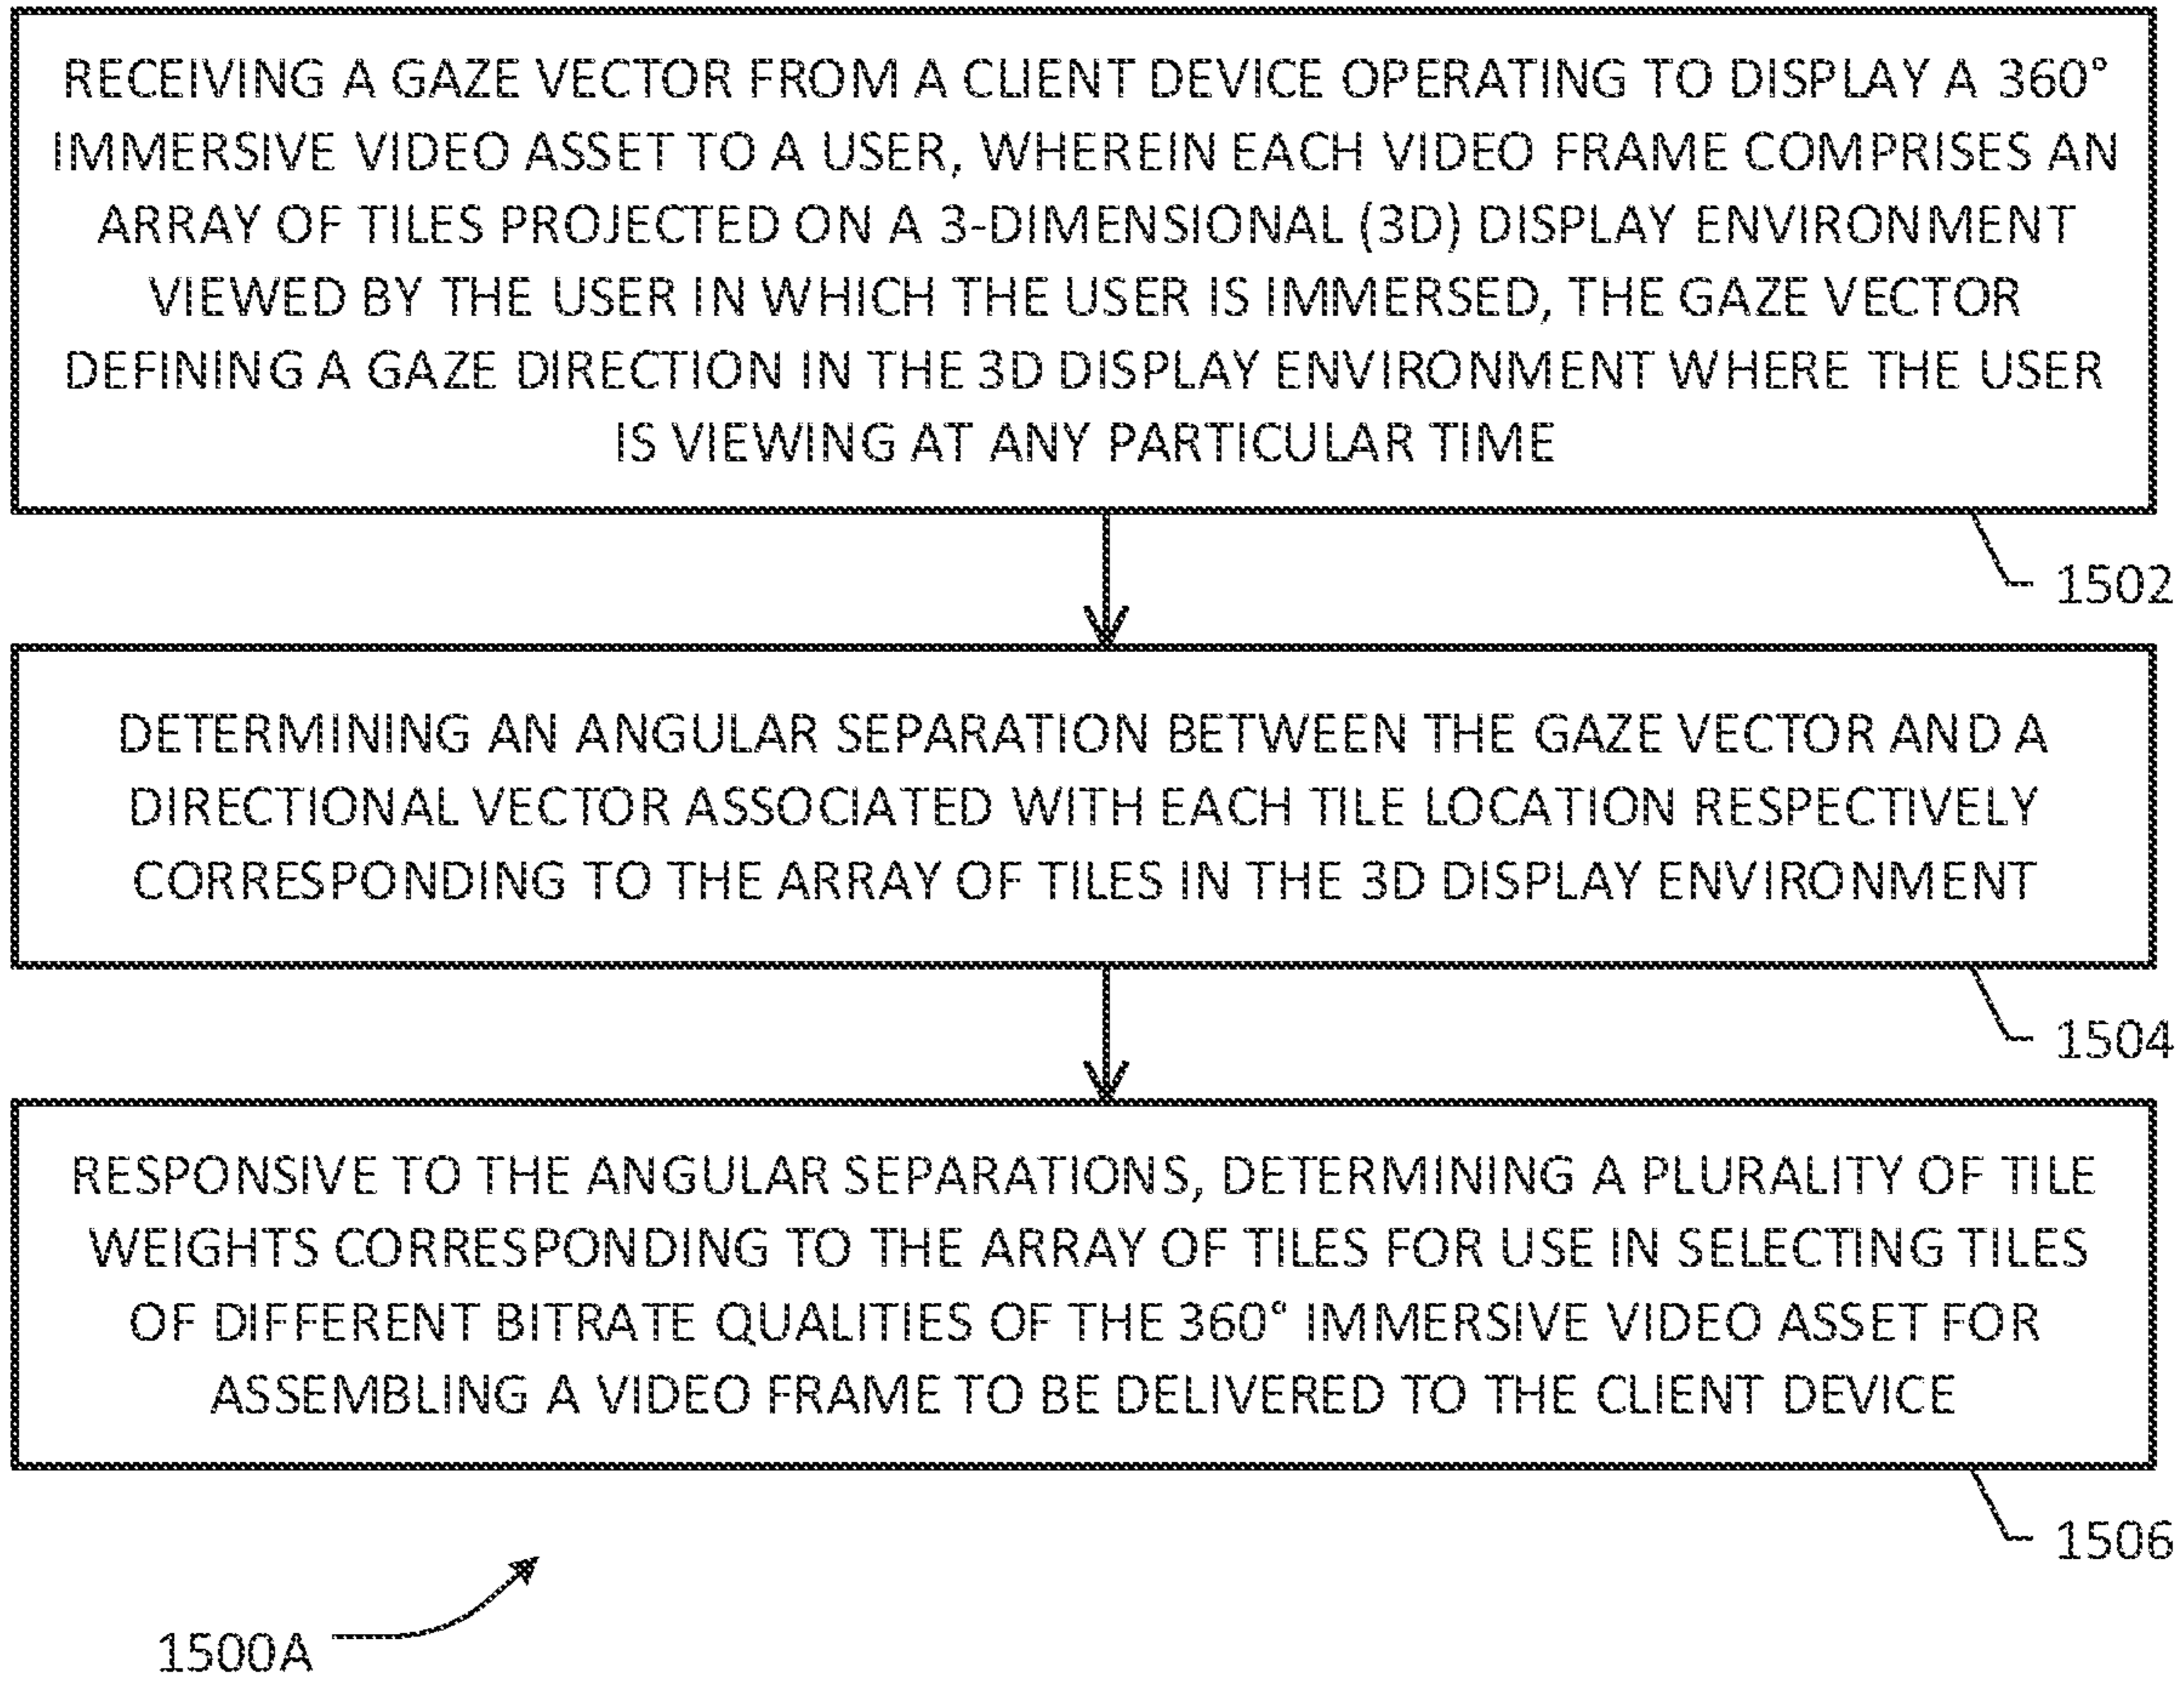 RECEIVING A GAZE VECTOR FROM A CLIENT DEVICE OPERATING TO DISPLAY A 360°
IMMERSIVE VIDEO ASSET TO A USER, WHEREIN EACH VIDEO FRAME COMPRISES AN
ARRAY OF TILES PROJECTED ON A 3-DIMENSIONAL (3D) DISPLAY ENVIRONMENT
VIEWED BY THE USER IN WHICH THE USER IS IMMERSED, THE GAZE VECTOR
DEFINING A GAZE DIRECTION IN THE 3D DISPLAY ENVIRONMENT WHERE THE USER
IS VIEWING AT ANY PARTICULAR TIME
1502
DETERMINING AN ANGULAR SEPARATION BETWEEN THE GAZE VECTOR AND A
DIRECTIONAL VECTOR ASSOCIATED WITH EACH TILE LOCATION RESPECTIVELY
CORRESPONDING TO THE ARRAY OF TILES IN THE 3D DISPLAY ENVIRONMENT
1504
RESPONSIVE TO THE ANGULAR SEPARATIONS, DETERMINING A PLURALITY OF TILE
WEIGHTS CORRESPONDING TO THE ARRAY OF TILES FOR USE IN SELECTING TILES
OF DIFFERENT BITRATE QUALITIES OF THE 360° IMMERSIVE VIDEO ASSET FOR
ASSEMBLING A VIDEO FRAME TO BE DELIVERED TO THE CLIENT DEVICE
1506
1500A